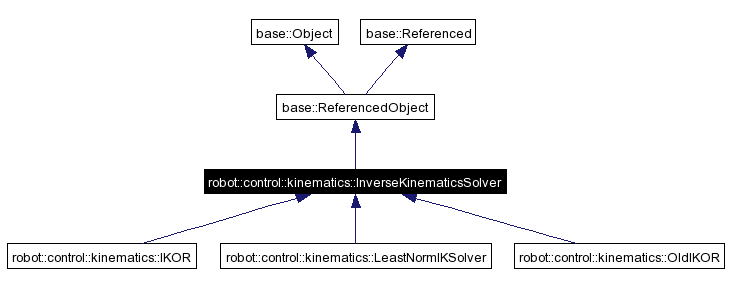 base::Object
base::Referenced
base::ReferencedObject
robot::control::kinematics::InverseKinematicsSolver
robot::control::kinematics::IKOR
robot::control::kinematics::LeastNormIKSolver
robot::control::kinematics::OldIKOR